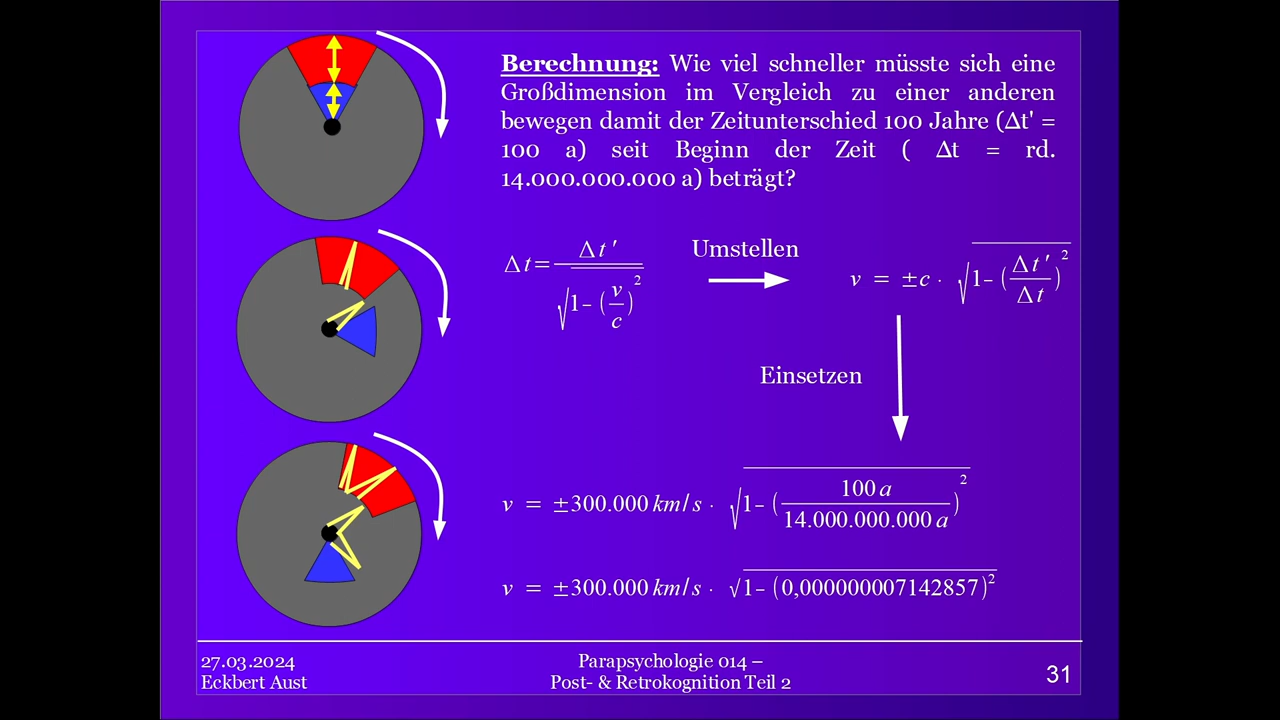 Berechnung: Wie viel schneller müsste sich eine
Großdimension im Vergleich zu einer anderen
bewegen damit der Zeitunterschied 100 Jahre (Δt' =
100 a) seit Beginn der Zeit ( Δt = rd.
14.000.000.000 a) beträgt?
Δt = Δt' / √1−(v/c)²
Umstellen
v = ±c · √1−(Δt'/Δt)²
Einsetzen
v = ±300.000 km/s · √1−(100 a/14.000.000.000 a)²
v = ±300.000 km/s · √1−(0,000000007142857)²
27.03.2024
Eckbert Aust
Parapsychologie 014 –
Post- & Retrokognition Teil 2
31